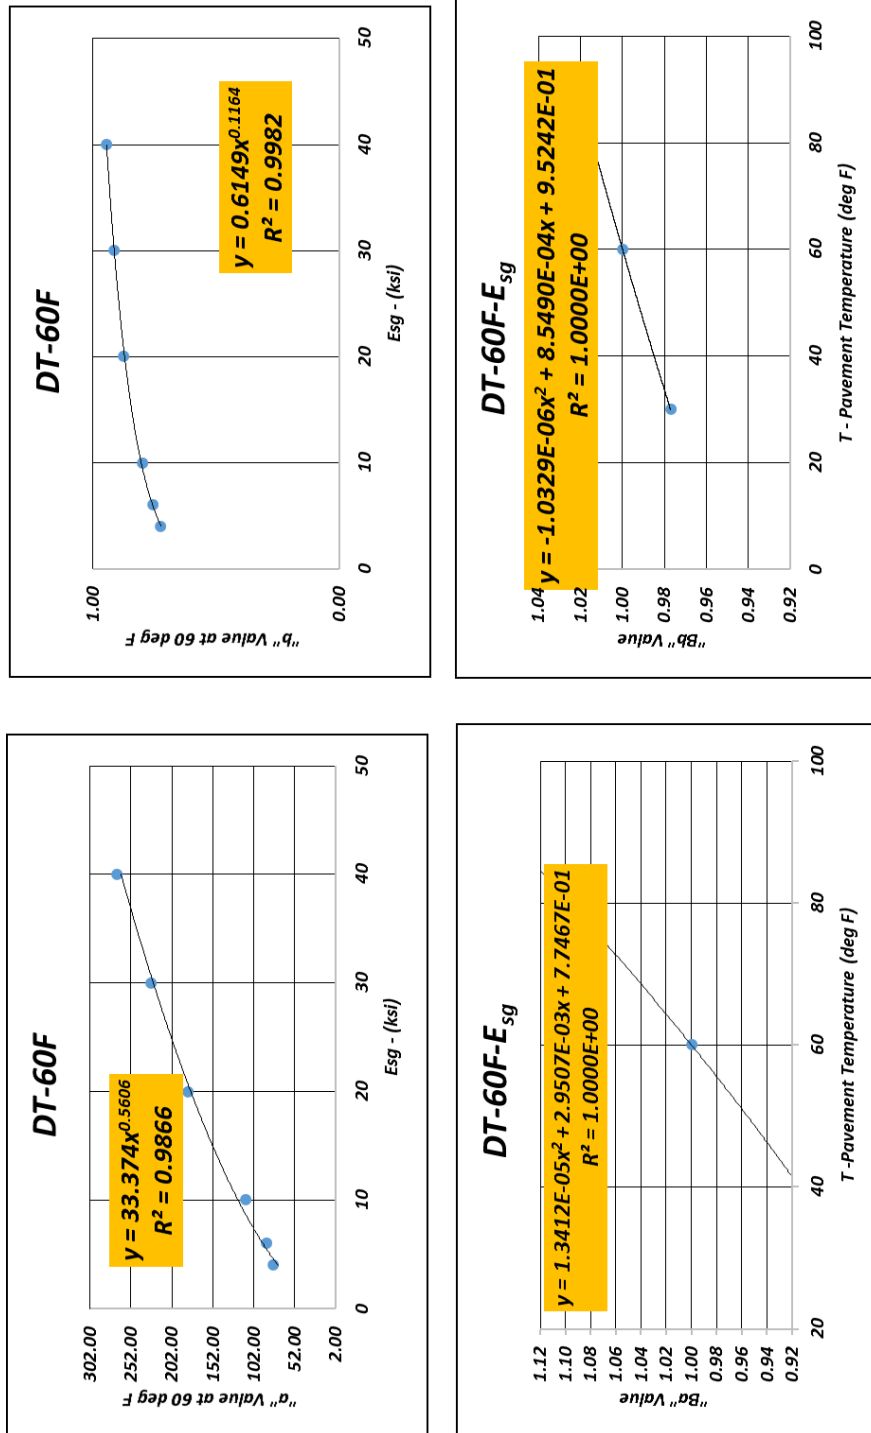 DT-60F
"a" Value at 60 deg F
302.00
252.00
202.00
152.00
102.00
52.00
2.00
y = 33.374x^0.5606
R² = 0.9866
0
10
20
30
40
50
Esg - (ksi)
DT-60F
"b" Value at 60 deg F
1.00
0.00
y = 0.6149x^0.1164
R² = 0.9982
0
10
20
30
40
50
Esg - (ksi)
DT-60F-Esg
"Ba" Value
1.12
1.10
1.08
1.06
1.04
1.02
1.00
0.98
0.96
0.94
0.92
y = 1.3412E-05x² + 2.9507E-03x + 7.7467E-01
R² = 1.0000E+00
20
40
60
80
100
T -Pavement Temperature (deg F)
DT-60F-Esg
"Bb" Value
1.04
1.02
1.00
0.98
0.96
0.94
0.92
y = -1.0329E-06x² + 8.5490E-04x + 9.5242E-01
R² = 1.0000E+00
0
20
40
60
80
100
T - Pavement Temperature (deg F)